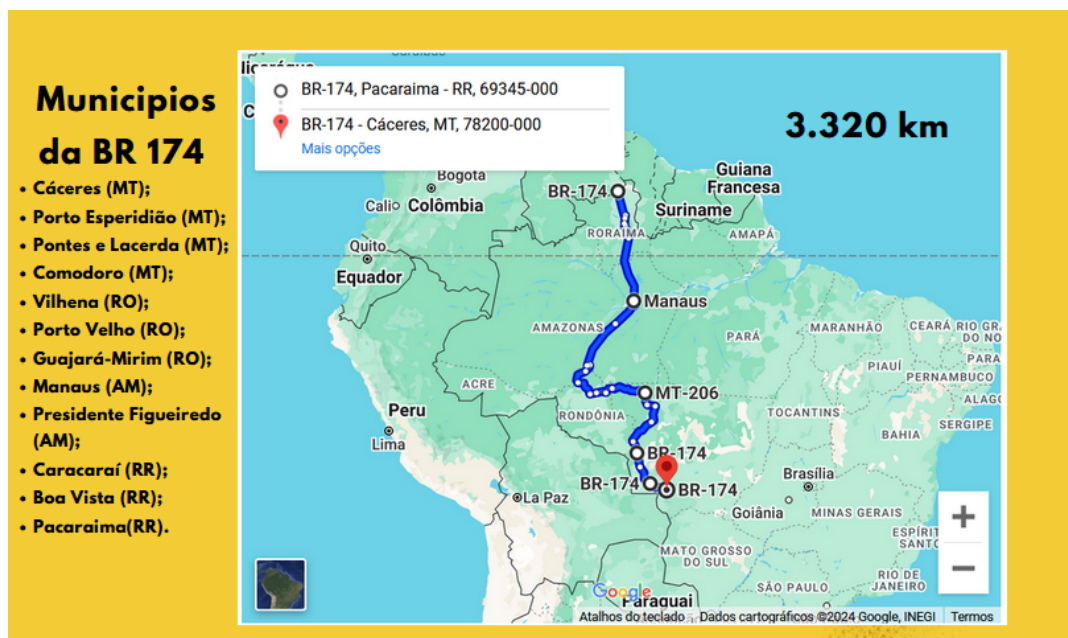 Municipios
da BR 174
• Cáceres (MT);
• Porto Esperidião (MT);
• Pontes e Lacerda (MT);
• Comodoro (MT);
• Vilhena (RO);
• Porto Velho (RO);
• Guajará-Mirim (RO);
• Manaus (AM);
• Presidente Figueiredo
(AM);
• Caracaraí (RR);
• Boa Vista (RR);
• Pacaraima(RR).
BR-174, Pacaraima - RR, 69345-000
BR-174 - Cáceres, MT, 78200-000
Mais opções
3.320 km
Bogotá
Cali
Colômbia
BR-174
Guiana
Francesa
Suriname
RORAIMA
AMAPÁ
Quito
Equador
Manaus
AMAZONAS
PARÁ
MARANHÃO
CEARÁ
RIO GR.
DO NO
PARA
PIAUÍ
PERNAMBUCO
ALAG
SERGIPE
ACRE
MT-206
RONDÔNIA
TOCANTINS
BAHIA
Peru
Lima
BR-174
Brasília
BR-174
BR-174
La Paz
Goiânia
MINAS GERAIS
ESPÍRIT
SANTO
MATO GROSSO
DO SUL
RIO DE
JANEIRO
SÃO PAULO
Google
Paraguai
+
−
Atalhos do teclado
Dados cartográficos ©2024 Google, INEGI
Termos